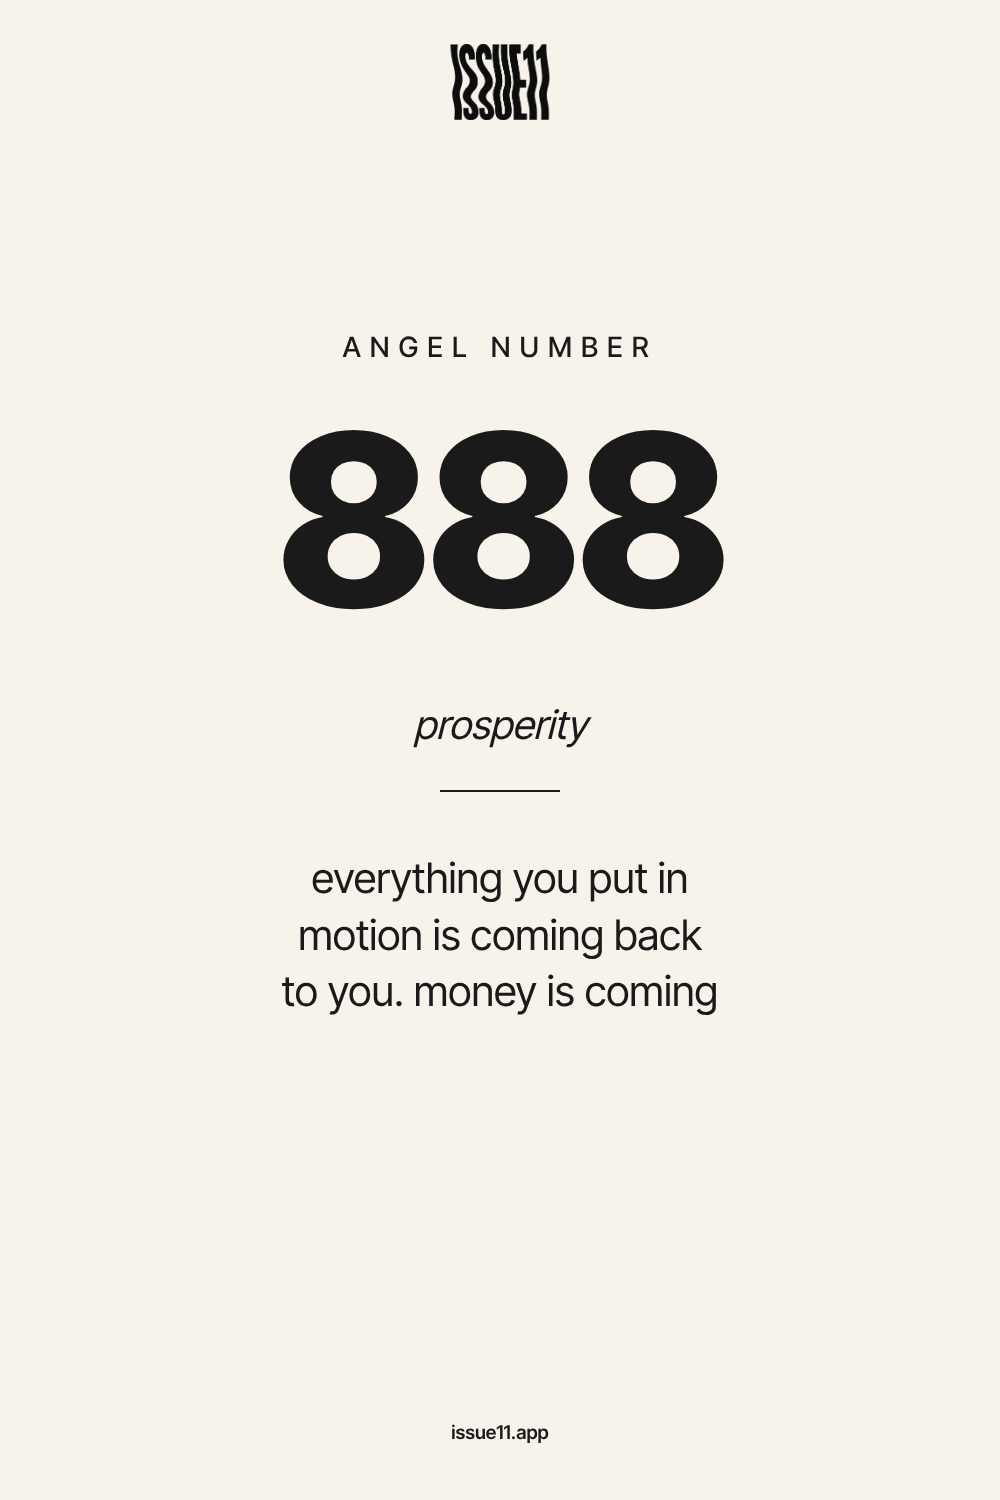 ISSUE11
ANGEL NUMBER
888
prosperity
everything you put in
motion is coming back
to you. money is coming
issue11.app